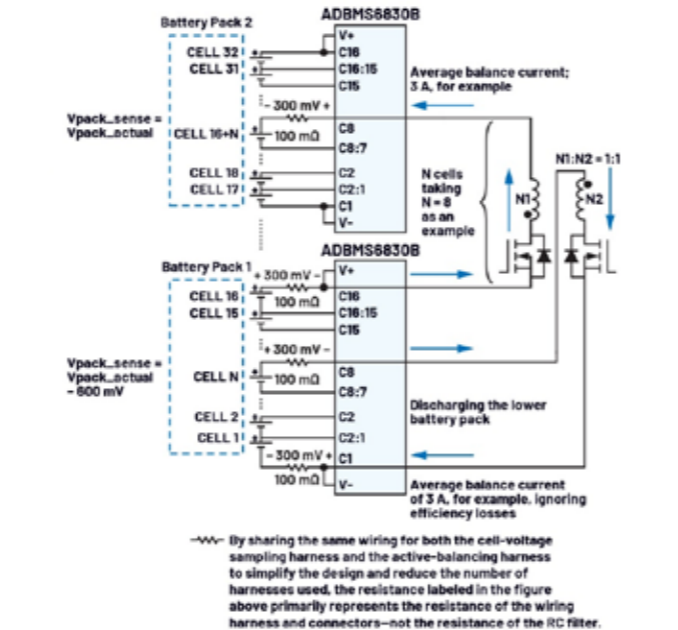 ADBMS6830B
Battery Pack 2
V+
CELL 32
C16
CELL 31
C16:15
C15
Average balance current;
3 A, for example
- 300 mV +
Vpack_sense =
Vpack_actual
CELL 16+N
100 mΩ
C8
C8:7
N1:N2 = 1:1
CELL 18
C2
CELL 17
C2:1
C1
V-
N cells
taking
N = 8
as an
example
N1
N2
ADBMS6830B
Battery Pack 1
+ 300 mV -
V+
CELL 16
100 mΩ
C16
CELL 15
C16:15
C15
+ 300 mV -
Vpack_sense =
Vpack_actual
- 600 mV
CELL N
100 mΩ
C8
C8:7
Discharging the lower
battery pack
CELL 2
C2
CELL 1
C2:1
- 300 mV +
C1
100 mΩ
V-
Average balance current
of 3 A, for example, ignoring
efficiency losses
By sharing the same wiring for both the cell-voltage
sampling harness and the active-balancing harness
to simplify the design and reduce the number of
harnesses used, the resistance labeled in the figure
above primarily represents the resistance of the wiring
harness and connectors—not the resistance of the RC filter.